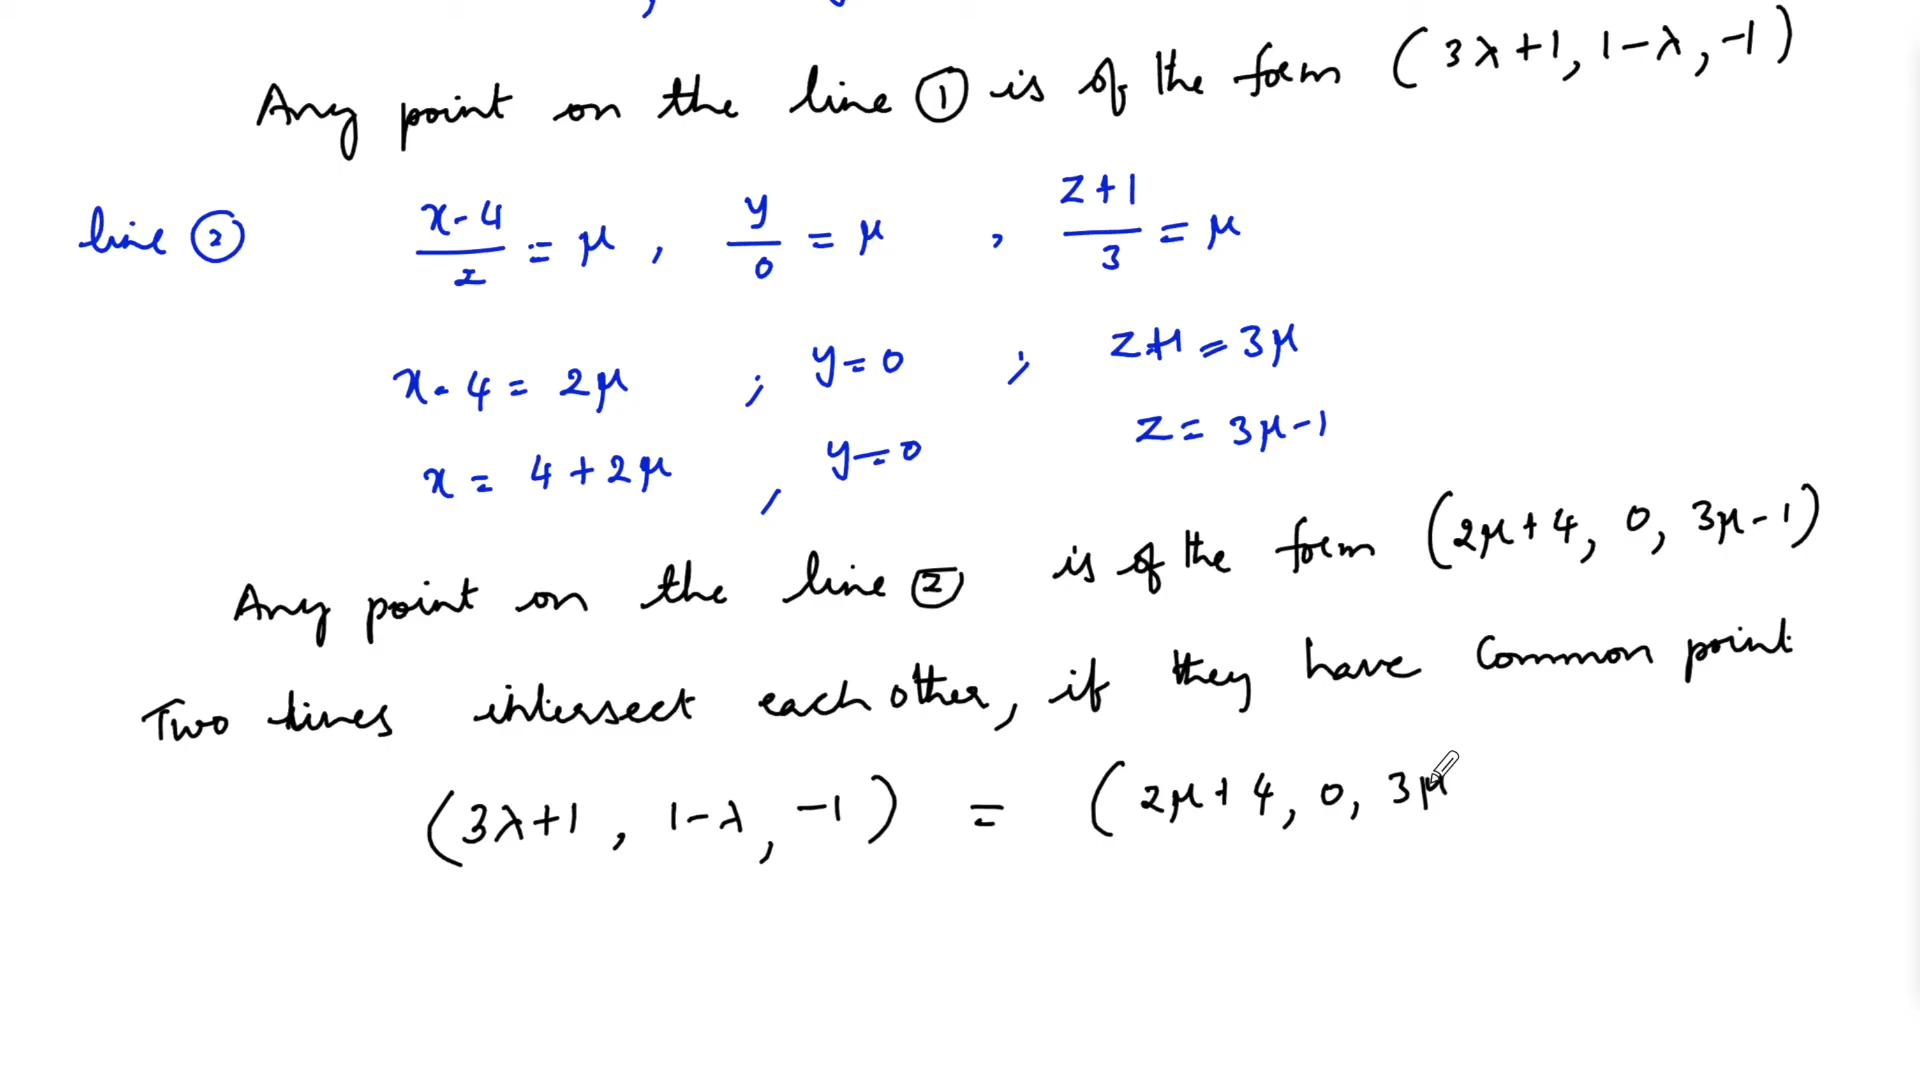 Any point on the line ① is of the form (3λ+1, 1-λ, -1)
line ② (x-4)/2 = μ , y/0 = μ , (z+1)/3 = μ
x-4 = 2μ ; y=0 ; z+1 = 3μ
x = 4+2μ , y=0 z = 3μ-1
Any point on the line ② is of the form (2μ+4, 0, 3μ-1)
Two lines intersect each other, if they have common point
(3λ+1, 1-λ, -1) = (2μ+4, 0, 3μ